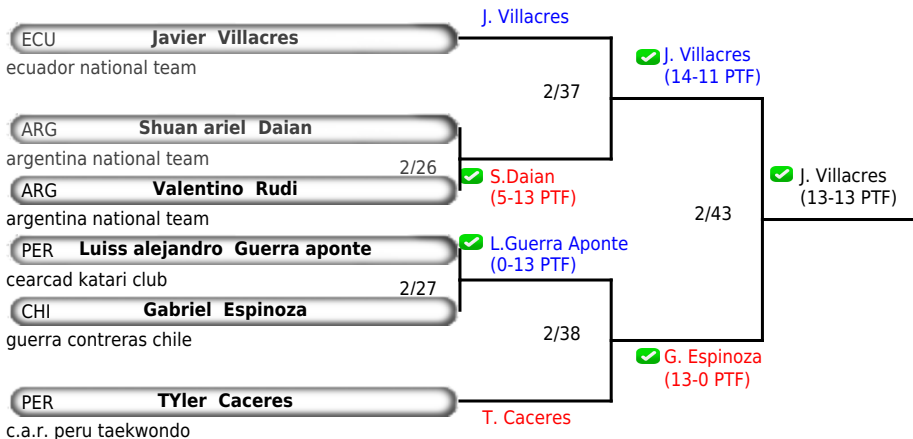 J. Villacres
ECU Javier Villacres
ecuador national team
J. Villacres
(14-11 PTF)
2/37
ARG Shuan ariel Daian
argentina national team
2/26
S.Daian
(5-13 PTF)
ARG Valentino Rudi
argentina national team
J. Villacres
(13-13 PTF)
2/43
PER Luiss alejandro Guerra aponte
cearcad katari club
L.Guerra Aponte
(0-13 PTF)
2/27
CHI Gabriel Espinoza
guerra contreras chile
2/38
G. Espinoza
(13-0 PTF)
PER TYler Caceres
c.a.r. peru taekwondo
T. Caceres